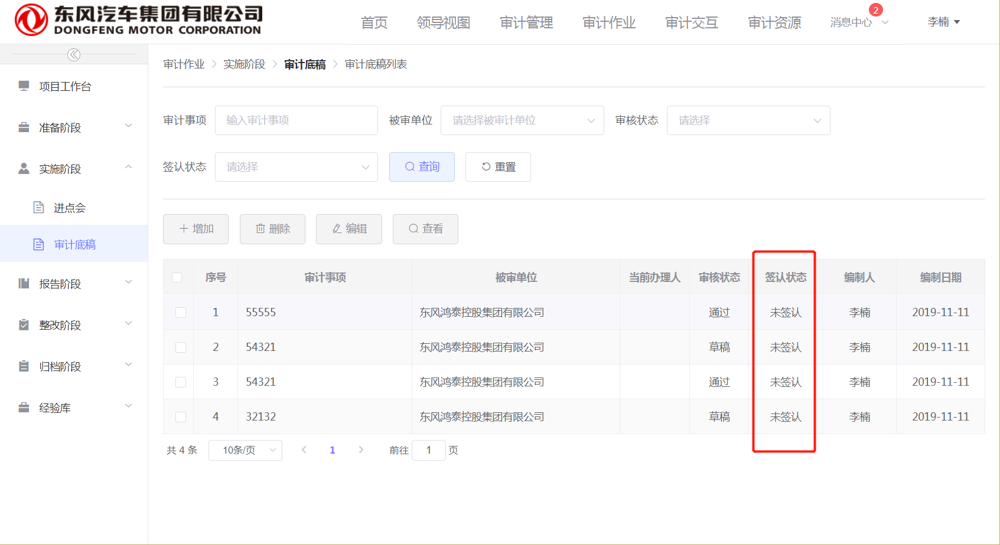 东风汽车集团有限公司
DONGFENG MOTOR CORPORATION
首页 领导视图 审计管理 审计作业 审计交互 审计资源 消息中心 2 李楠
项目工作台
准备阶段
实施阶段
进点会
审计底稿
报告阶段
整改阶段
归档阶段
经验库
审计作业 实施阶段 审计底稿 审计底稿列表
审计事项 输入审计事项 被审单位 请选择被审计单位 审核状态 请选择
签认状态 请选择 查询 重置
增加 删除 编辑 查看
序号 审计事项 被审单位 当前办理人 审核状态 签认状态 编制人 编制日期
1 55555 东风鸿泰控股集团有限公司 通过 未签认 李楠 2019-11-11
2 54321 东风鸿泰控股集团有限公司 草稿 未签认 李楠 2019-11-11
3 54321 东风鸿泰控股集团有限公司 通过 未签认 李楠 2019-11-11
4 32132 东风鸿泰控股集团有限公司 草稿 未签认 李楠 2019-11-11
共 4 条 10条/页 1 前往 1 页